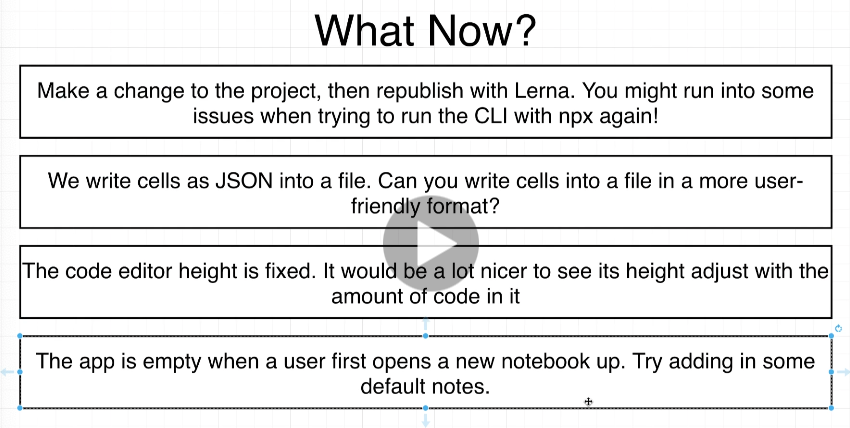 What Now?
Make a change to the project, then republish with Lerna. You might run into some
issues when trying to run the CLI with npx again!
We write cells as JSON into a file. Can you write cells into a file in a more user-
friendly format?
The code editor height is fixed. It would be a lot nicer to see its height adjust with the
amount of code in it
The app is empty when a user first opens a new notebook up. Try adding in some
default notes.